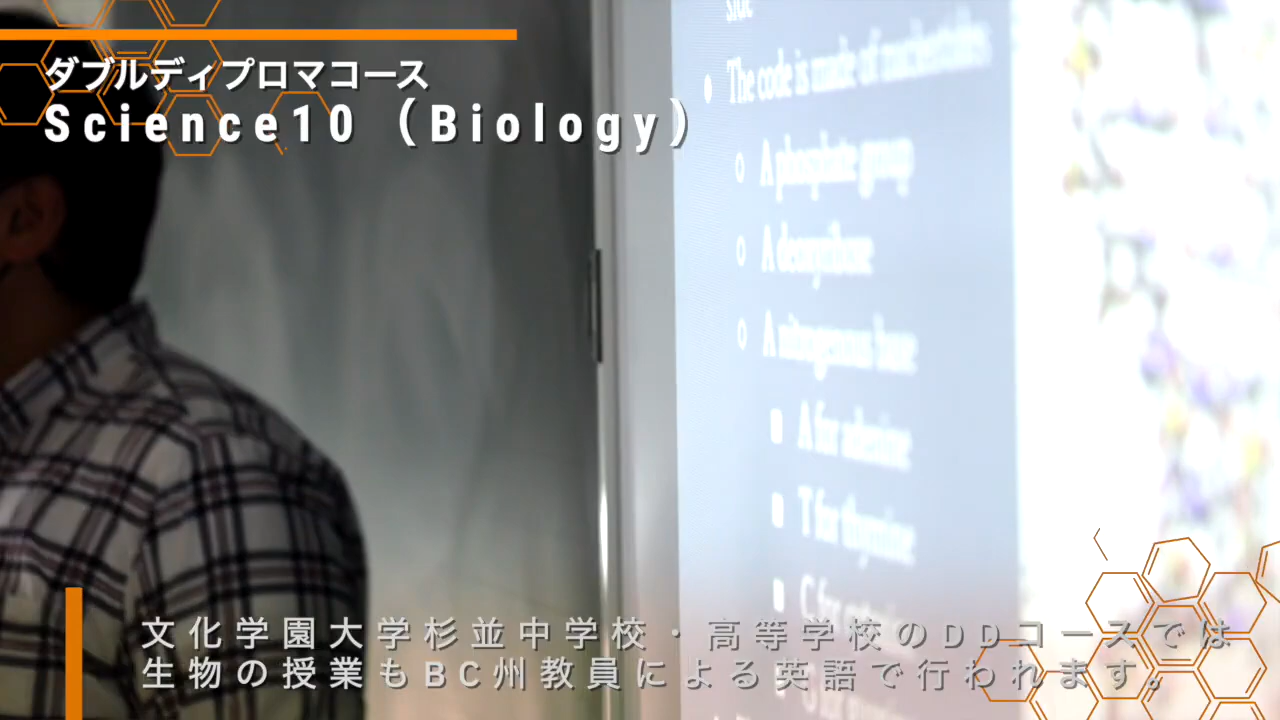 ダブルディプロマコース
Science10（Biology）
side
The code is made of nucleotides
A phosphate group
A deoxyribose
A nitrogenous base
A for adenine
T for thymine
C for
文化学園大学杉並中学校・高等学校のDDコースでは
生物の授業もBC州教員による英語で行われます。